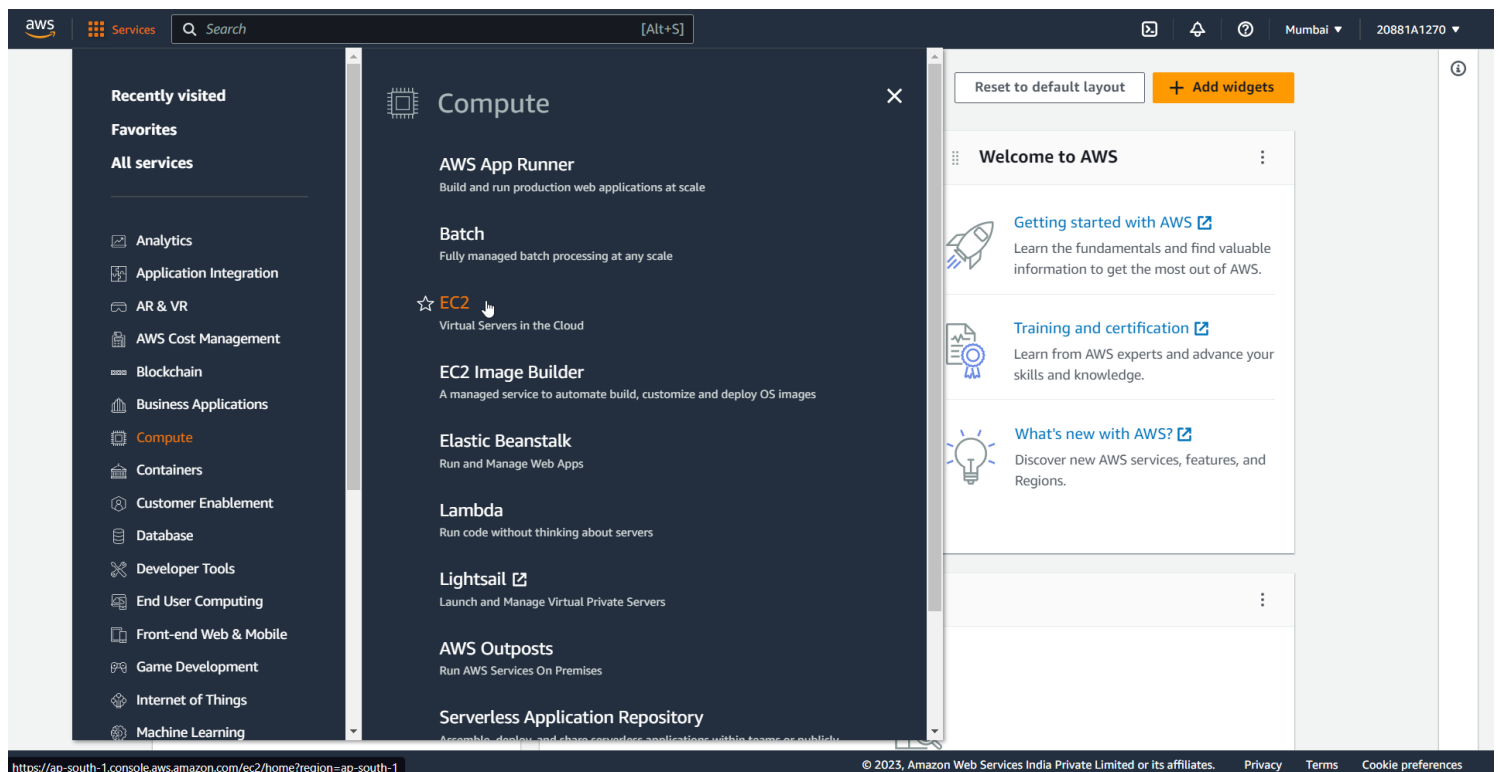 aws
Services
Search
[Alt+S]
Mumbai ▼
20881A1270 ▼
Recently visited
Favorites
All services
Analytics
Application Integration
AR & VR
AWS Cost Management
Blockchain
Business Applications
Compute
Containers
Customer Enablement
Database
Developer Tools
End User Computing
Front-end Web & Mobile
Game Development
Internet of Things
Machine Learning
Compute
AWS App Runner
Build and run production web applications at scale
Batch
Fully managed batch processing at any scale
EC2
Virtual Servers in the Cloud
EC2 Image Builder
A managed service to automate build, customize and deploy OS images
Elastic Beanstalk
Run and Manage Web Apps
Lambda
Run code without thinking about servers
Lightsail
Launch and Manage Virtual Private Servers
AWS Outposts
Run AWS Services On Premises
Serverless Application Repository
Assemble, deploy, and share serverless applications within teams or publicly
Reset to default layout
+ Add widgets
Welcome to AWS
Getting started with AWS
Learn the fundamentals and find valuable
information to get the most out of AWS.
Training and certification
Learn from AWS experts and advance your
skills and knowledge.
What's new with AWS?
Discover new AWS services, features, and
Regions.
https://ap-south-1.console.aws.amazon.com/ec2/home?region=ap-south-1
© 2023, Amazon Web Services India Private Limited or its affiliates.
Privacy
Terms
Cookie preferences